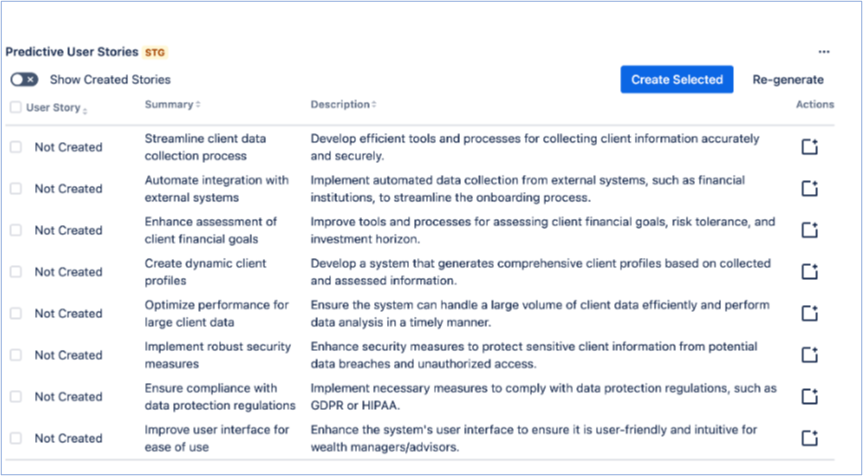 Predictive User Stories STG
Show Created Stories
Create Selected Re-generate
User Story Summary Description Actions
Not Created
Streamline client data
collection process
Develop efficient tools and processes for collecting client information accurately
and securely.
Not Created
Automate integration with
external systems
Implement automated data collection from external systems, such as financial
institutions, to streamline the onboarding process.
Not Created
Enhance assessment of
client financial goals
Improve tools and processes for assessing client financial goals, risk tolerance, and
investment horizon.
Not Created
Create dynamic client
profiles
Develop a system that generates comprehensive client profiles based on collected
and assessed information.
Not Created
Optimize performance for
large client data
Ensure the system can handle a large volume of client data efficiently and perform
data analysis in a timely manner.
Not Created
Implement robust security
measures
Enhance security measures to protect sensitive client information from potential
data breaches and unauthorized access.
Not Created
Ensure compliance with
data protection regulations
Implement necessary measures to comply with data protection regulations, such as
GDPR or HIPAA.
Not Created
Improve user interface for
ease of use
Enhance the system's user interface to ensure it is user-friendly and intuitive for
wealth managers/advisors.